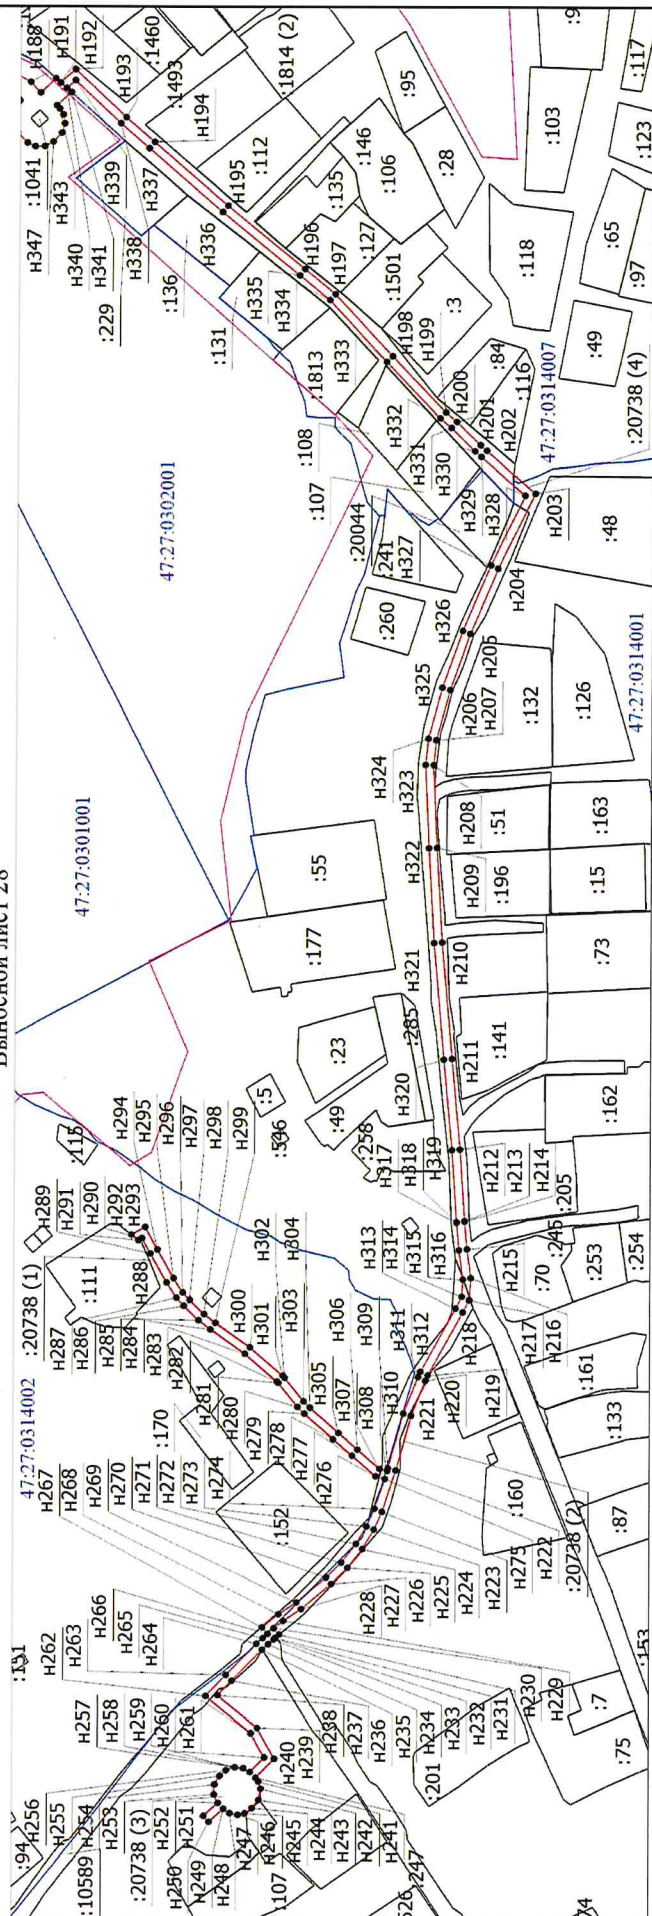 Выносной лист 28
:94
:10589
:20738 (3)
н256
н255
н254
н253
н252
н251
н250
н249
н248
н247
н246
н245
н244
н243
н242
н241
:107
:247
:151
н257
н258
н259
н260
н261
н262
н263
н264
н265
н266
н240
н239
н238
н237
н236
н235
н234
н233
н232
н231
н230
н229
:201
:7
:75
:153
47:27:0314002
н267
н268
н269
н270
н271
н272
н273
н274
:170
:152
н228
н227
н226
н225
н224
н223
н275
н222
:20738 (2)
:160
:87
:133
:161
:20738 (1)
:111
н287
н286
н285
н284
н283
н282
н281
н280
н279
н278
н277
н276
н288
н289
н291
н290
н292
н293
:115
н294
н295
н296
н297
н298
н299
н300
н301
н302
н304
н303
н305
н306
н307
н308
н309
н310
н311
н312
н221
н220
н219
н218
н217
н216
н215
н313
н314
н315
н316
н317
н318
н319
н320
:5
:546
:49
:258
:23
:285
:70
:245
:253
:254
:205
н212
н213
н214
:162
:141
н211
н210
н321
:177
:55
47:27:0301001
:73
:15
:163
:196
н209
н208
:51
н322
н323
н324
н325
н326
н207
н206
н205
н204
н203
:132
:126
47:27:0314001
47:27:0302001
:260
:241
:20044
н327
:107
:108
н328
н329
н330
н331
н332
н333
н334
н335
н336
:48
:20738 (4)
47:27:0314007
н202
н201
н200
н199
н198
н197
н196
н195
н194
н193
н192
н191
н188
:116
:84
:3
:1501
:127
:135
:146
:106
:28
:95
:112
:1493
:1460
:1814 (2)
:1813
:131
:136
:229
н338
н337
н339
н341
н340
н343
н347
:1041
:118
:49
:97
:65
:103
:123
:117